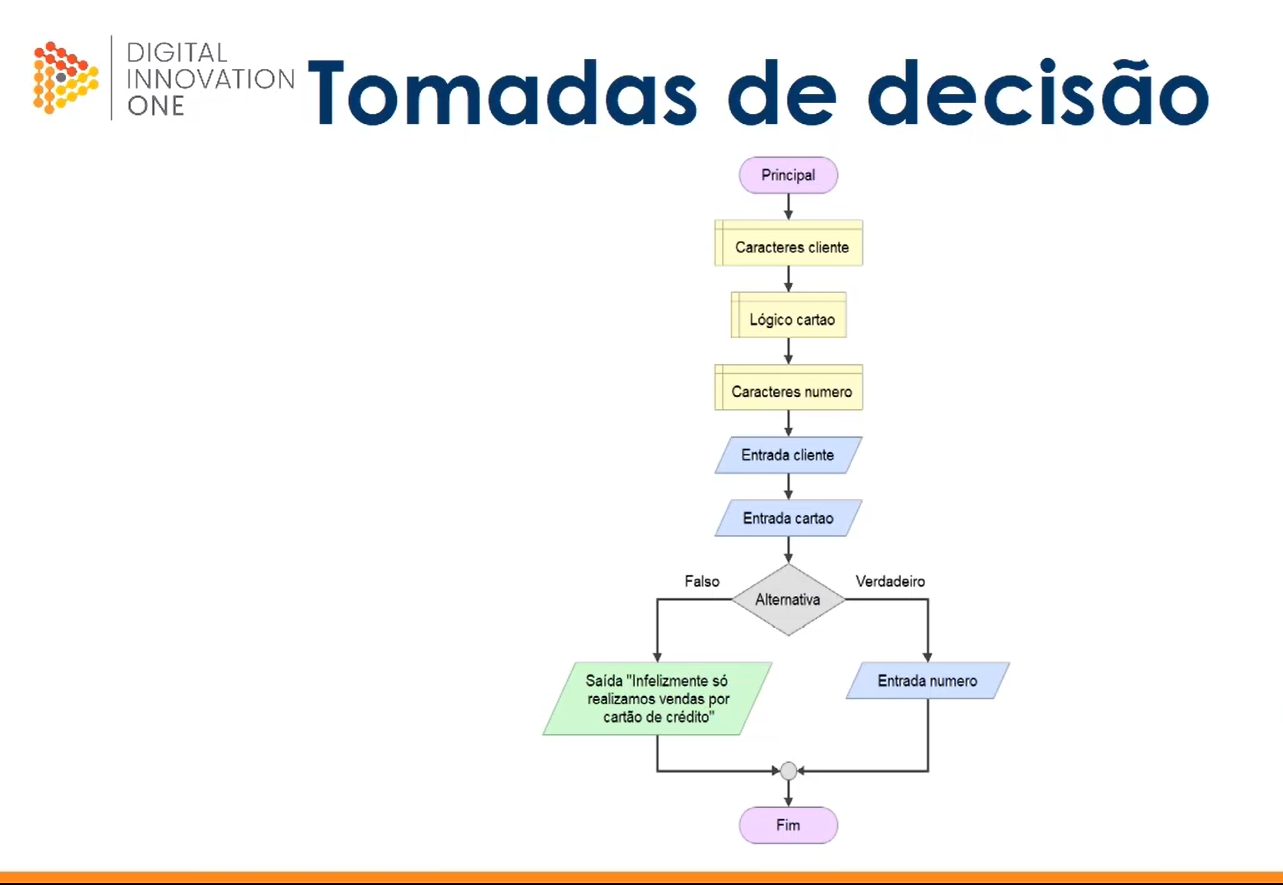 DIGITAL
INNOVATION
ONE
Tomadas de decisão
Principal
Caracteres cliente
Lógico cartao
Caracteres numero
Entrada cliente
Entrada cartao
Falso
Verdadeiro
Alternativa
Saída "Infelizmente só
realizamos vendas por
cartão de crédito"
Entrada numero
Fim